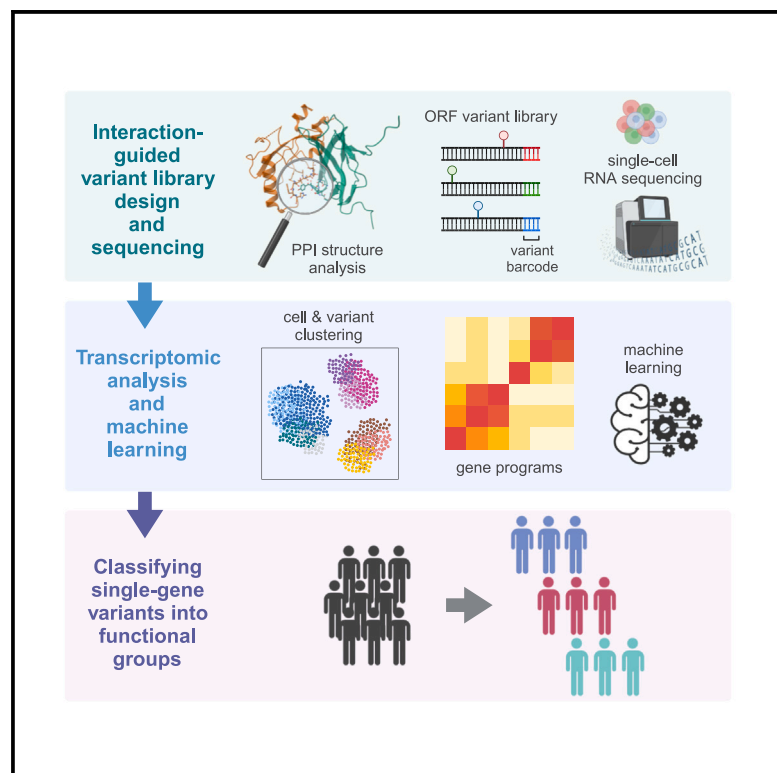 Interaction-
guided
variant library
design
and
sequencing
PPI structure
analysis
ORF variant library
variant
barcode
single-cell
RNA sequencing
Transcriptomic
analysis
and
machine
learning
cell & variant
clustering
gene programs
machine
learning
Classifying
single-gene
variants into
functional
groups